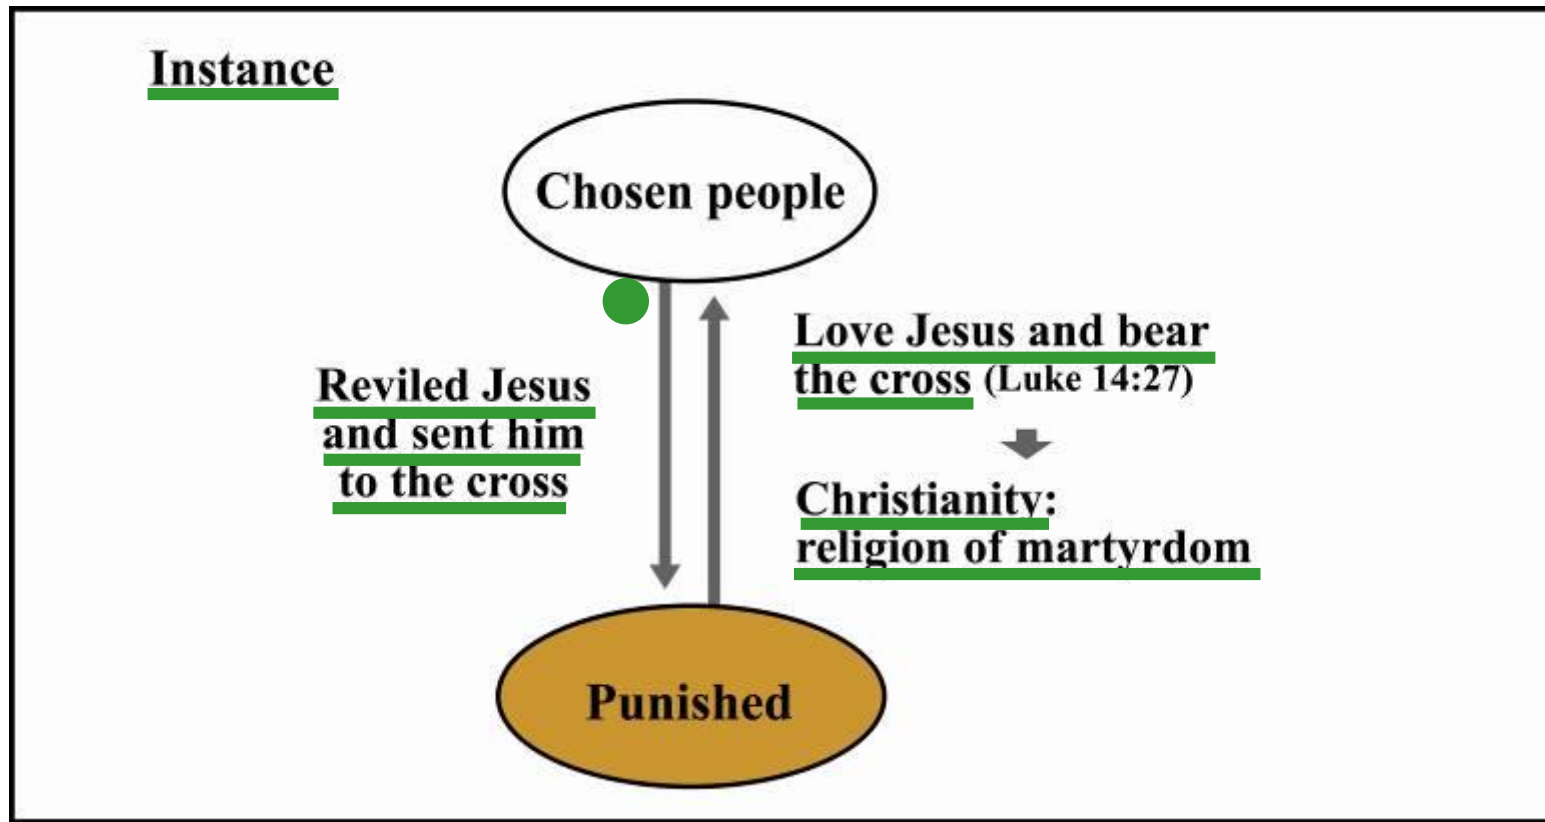 Instance
Chosen people
Reviled Jesus
and sent him
to the cross
Love Jesus and bear
the cross (Luke 14:27)
Christianity:
religion of martyrdom
Punished